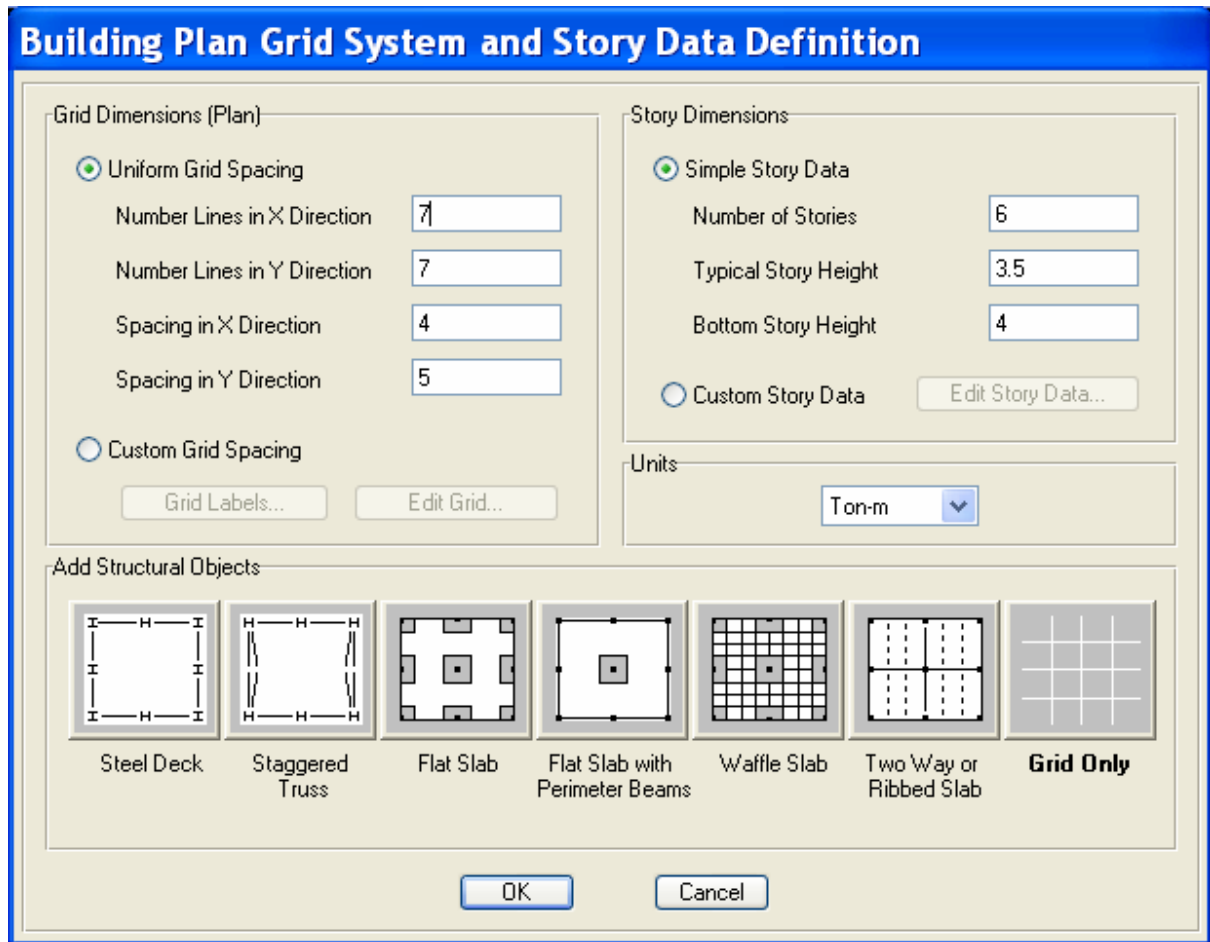 Building Plan Grid System and Story Data Definition
Grid Dimensions (Plan)
Uniform Grid Spacing
Number Lines in X Direction
7
Number Lines in Y Direction
7
Spacing in X Direction
4
Spacing in Y Direction
5
Custom Grid Spacing
Grid Labels...
Edit Grid...
Story Dimensions
Simple Story Data
Number of Stories
6
Typical Story Height
3.5
Bottom Story Height
4
Custom Story Data
Edit Story Data...
Units
Ton-m
Add Structural Objects
Steel Deck
Staggered
Truss
Flat Slab
Flat Slab with
Perimeter Beams
Waffle Slab
Two Way or
Ribbed Slab
Grid Only
OK
Cancel